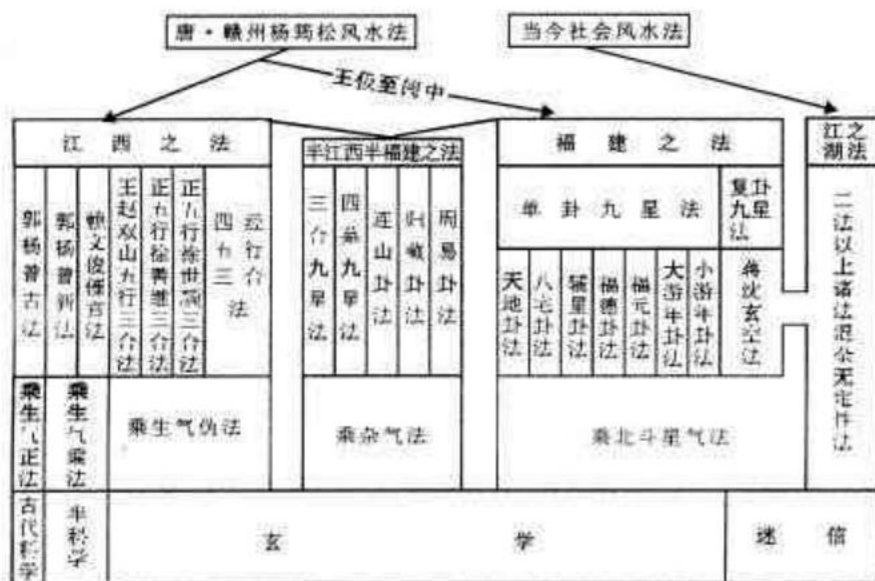 唐·赣州杨筠松风水法
当今社会风水法
王伋至闽中
江西之法
半江西半福建之法
福建之法
江湖之法
郭杨曾古法
郭杨曾新法
赖文俊催官法
王赵双山五行三合法
正五行徐善继三合法
正五行徐世颜三合法
四经五行三合法
三合九星法
四墓九星法
连山卦法
归藏卦法
周易卦法
单卦九星法
复卦九星法
天地卦法
八宅卦法
辅星卦法
福德卦法
福元卦法
大游年卦法
小游年卦法
蒋沈玄空法
二法以上诸法混杂无定性法
乘生气正法
乘生气乘法
乘生气伪法
乘杂气法
乘北斗星气法
古代科学
半科学
玄学
迷信